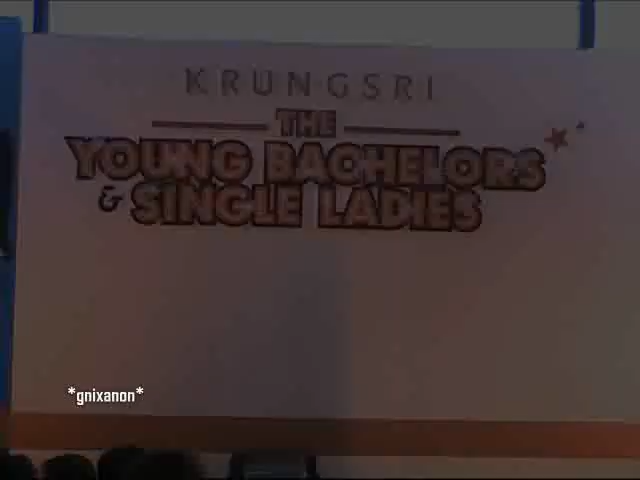 KRUNGSRI
THE
YOUNG BACHELORS
& SINGLE LADIES
*gnixanon*